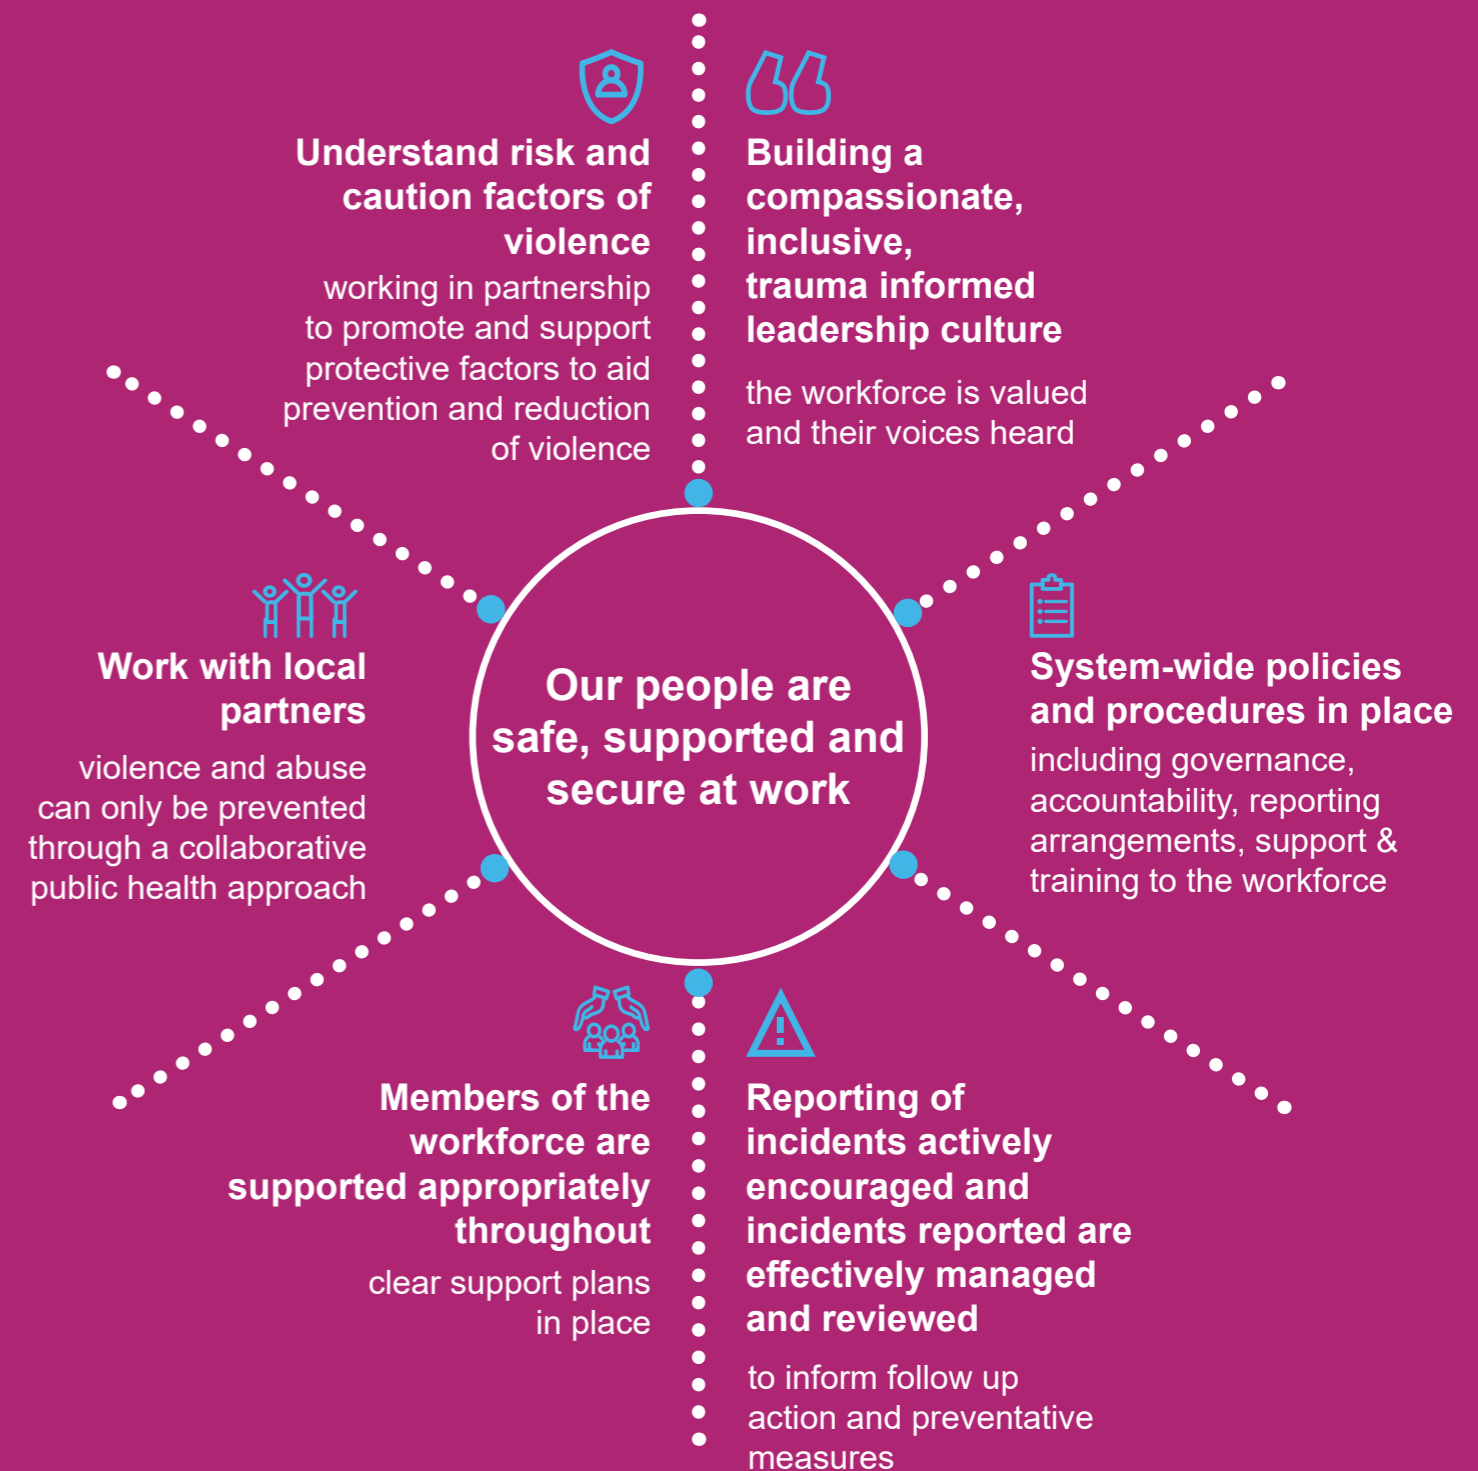 Understand risk and
caution factors of
violence
working in partnership
to promote and support
protective factors to aid
prevention and reduction
of violence
Building a
compassionate,
inclusive,
trauma informed
leadership culture
the workforce is valued
and their voices heard
Work with local
partners
violence and abuse
can only be prevented
through a collaborative
public health approach
Our people are
safe, supported and
secure at work
System-wide policies
and procedures in place
including governance,
accountability, reporting
arrangements, support &
training to the workforce
Members of the
workforce are
supported appropriately
throughout
clear support plans
in place
Reporting of
incidents actively
encouraged and
incidents reported are
effectively managed
and reviewed
to inform follow up
action and preventative
measures